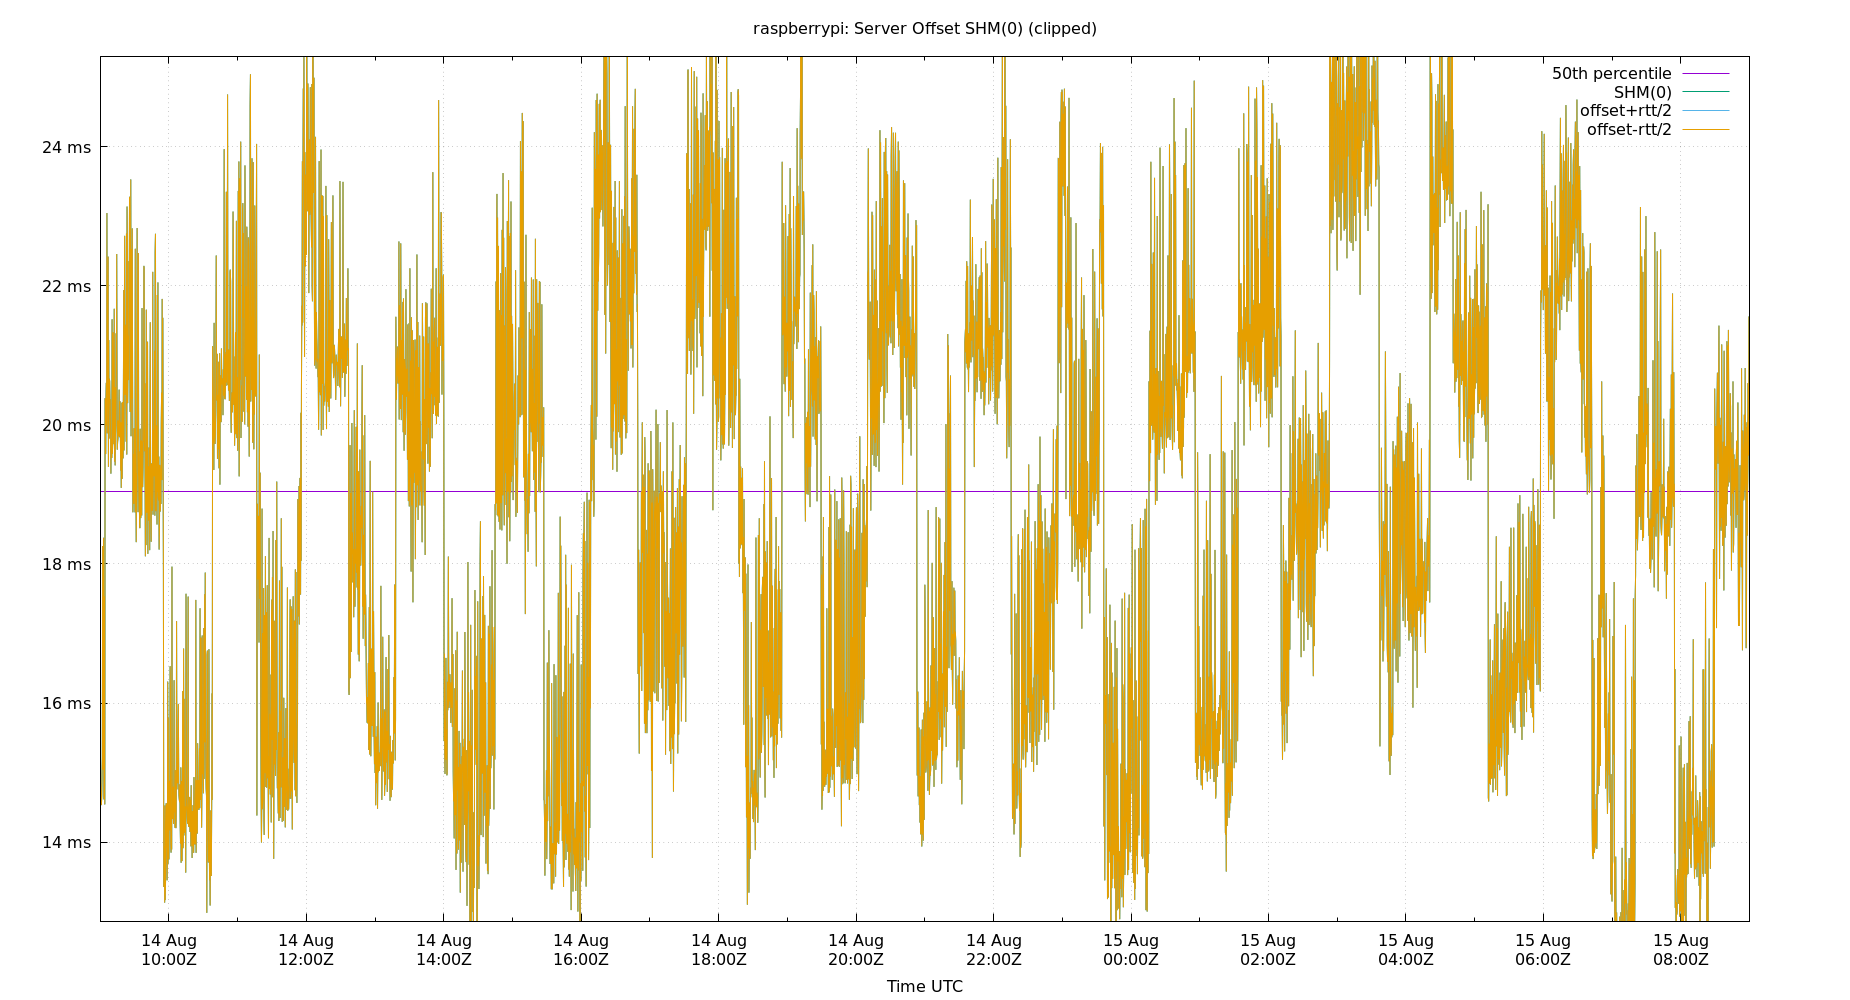 raspberrypi: Server Offset SHM(0) (clipped)
50th percentile
SHM(0)
offset+rtt/2
offset-rtt/2
24 ms
22 ms
20 ms
18 ms
16 ms
14 ms
14 Aug 14 Aug 14 Aug 14 Aug 14 Aug 14 Aug 14 Aug 15 Aug 15 Aug 15 Aug 15 Aug 15 Aug
10:00Z 12:00Z 14:00Z 16:00Z 18:00Z 20:00Z 22:00Z 00:00Z 02:00Z 04:00Z 06:00Z 08:00Z
Time UTC